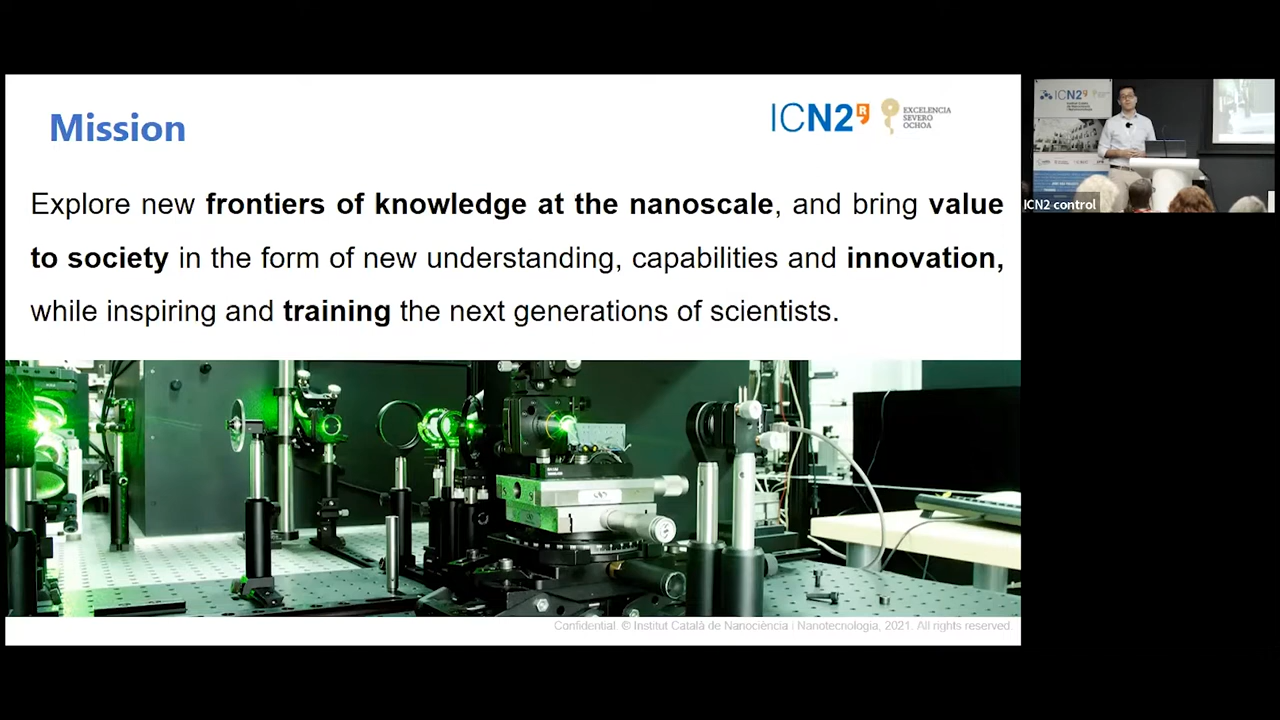 Mission
ICN2R
EXCELENCIA
SEVERO
OCHOA
Explore new frontiers of knowledge at the nanoscale, and bring value
to society in the form of new understanding, capabilities and innovation,
while inspiring and training the next generations of scientists.
Confidential. © Institut Català de Nanociència i Nanotecnologia, 2021. All rights reserved.
ICN2
ICN2 control